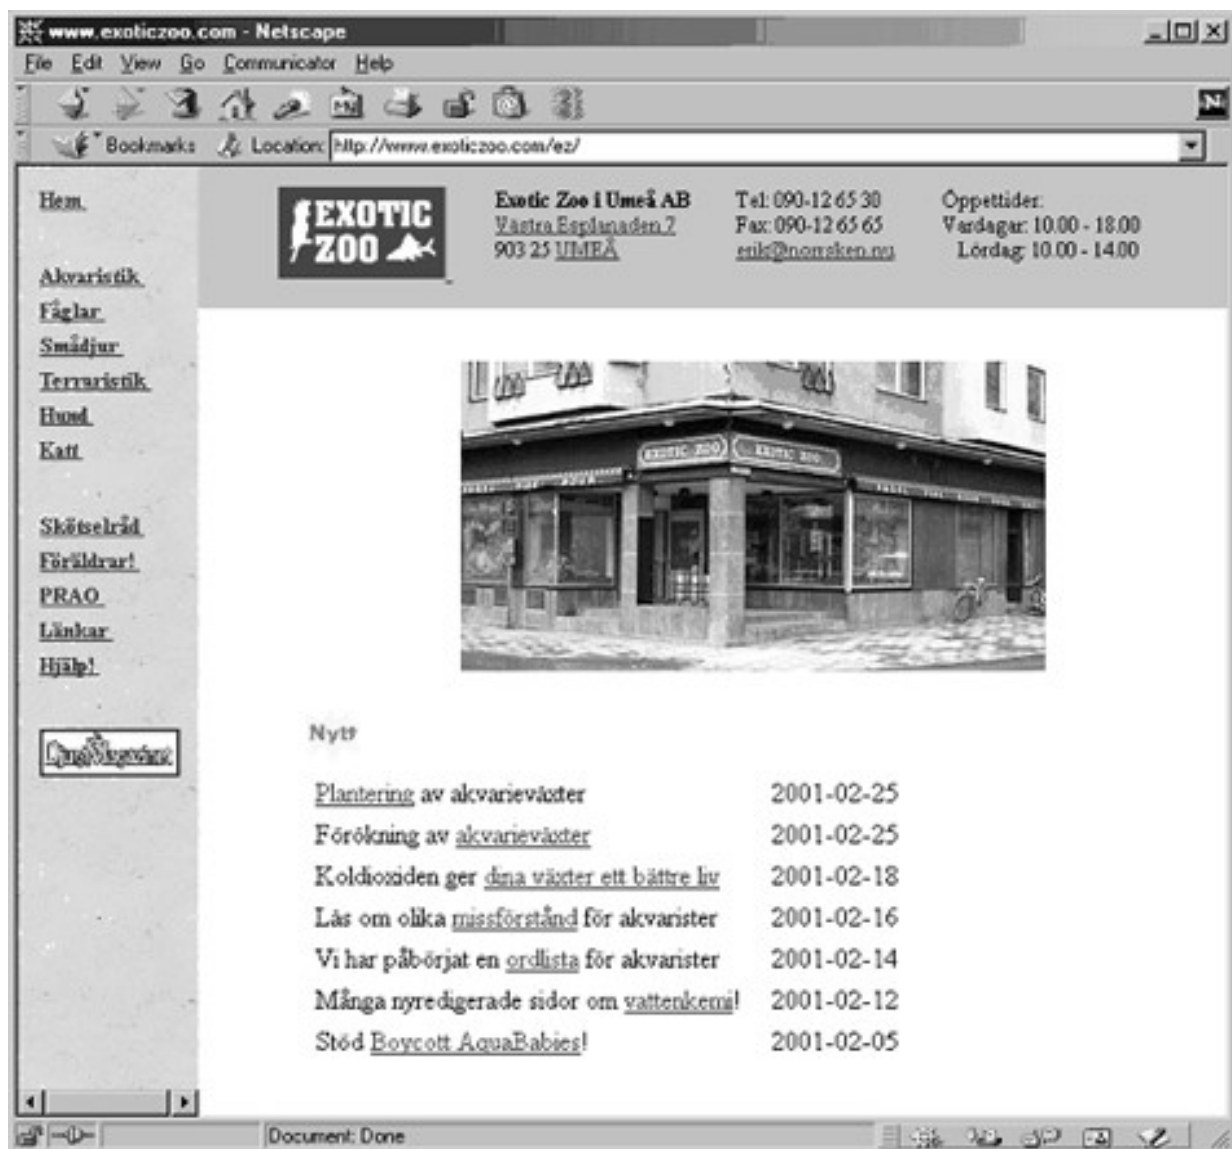 www.exoticzoo.com - Netscape
File Edit View Go Communicator Help
Bookmarks Location: http://www.exoticzoo.com/ez/
Hem
Akvaristik
Fåglar
Smådjur
Terraristik
Hund
Katt
Skötselråd
Föräldrar!
PRAO
Länkar
Hjälp!
EXOTIC
ZOO
Exotic Zoo i Umeå AB
Västra Esplanaden 7
903 25 UMEÅ
Tel: 090-12 65 30
Fax: 090-12 65 65
erik@norrsken.nu
Öppettider:
Vardagar: 10.00 - 18.00
Lördag: 10.00 - 14.00
EXOTIC ZOO
EXOTIC ZOO
Nytt
Plantering av akvarieväxter 2001-02-25
Förökning av akvarieväxter 2001-02-25
Koldioxiden ger dina växter ett bättre liv 2001-02-18
Läs om olika missförstånd för akvarister 2001-02-16
Vi har påbörjat en ordlista för akvarister 2001-02-14
Många nyredigerade sidor om vattenkemi! 2001-02-12
Stöd Boycott AquaBabies! 2001-02-05
Document: Done